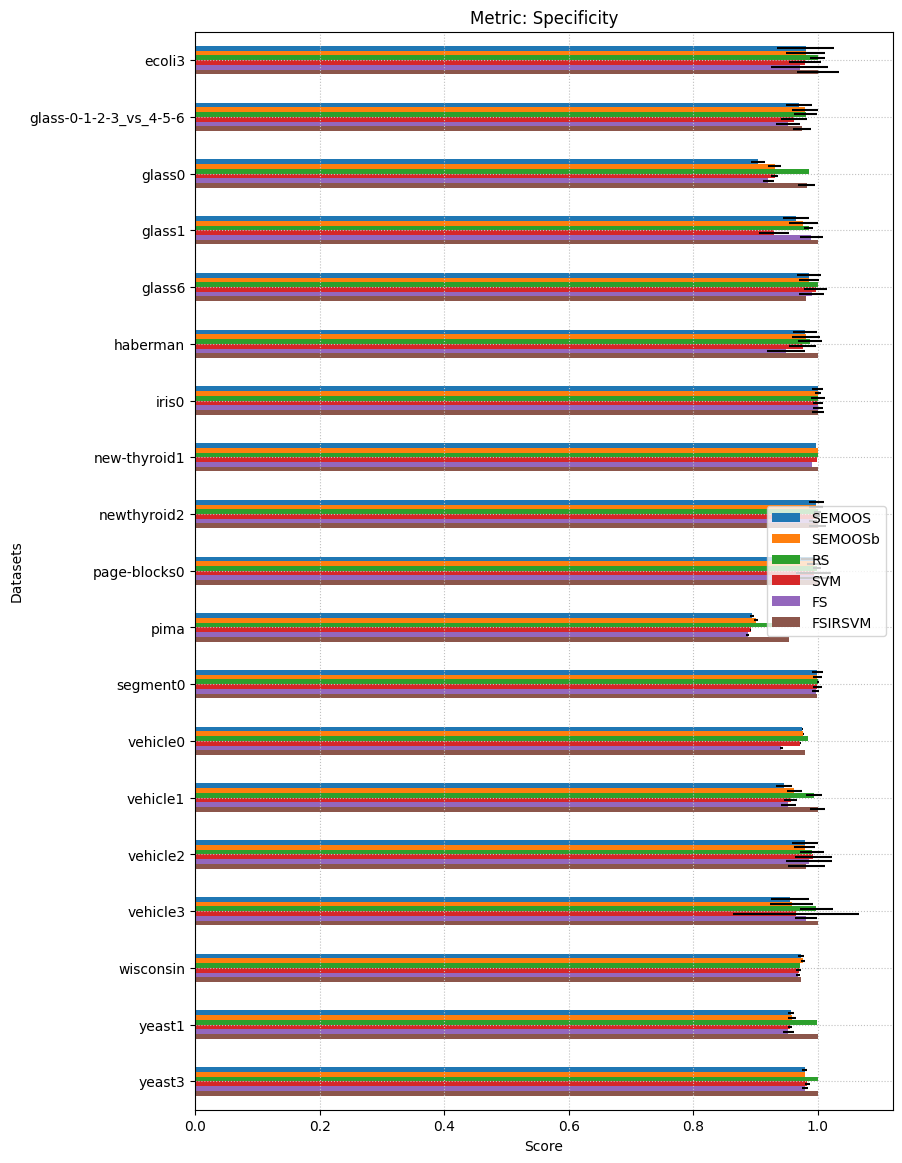 Metric: Specificity
ecoli3
glass-0-1-2-3_vs_4-5-6
glass0
glass1
glass6
haberman
iris0
new-thyroid1
newthyroid2
page-blocks0
pima
segment0
vehicle0
vehicle1
vehicle2
vehicle3
wisconsin
yeast1
yeast3
Datasets
SEMOOS
SEMOOSb
RS
SVM
FS
FSIRSVM
0.0 0.2 0.4 0.6 0.8 1.0
Score